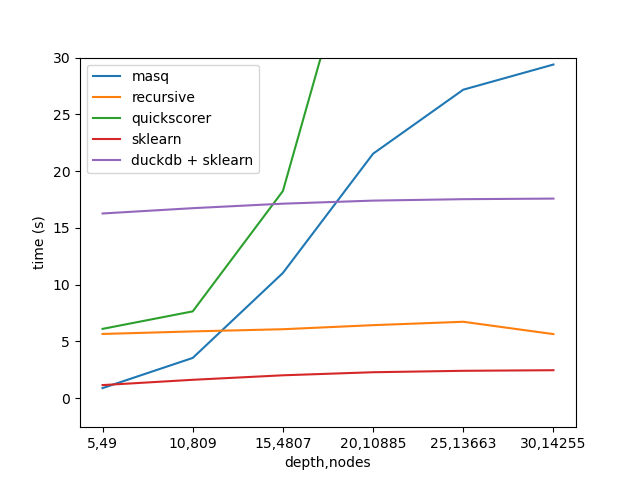 30
25
20
15
10
5
0
time (s)
masq
recursive
quickscorer
sklearn
duckdb + sklearn
5,49 10,809 15,4807 20,10885 25,13663 30,14255
depth,nodes